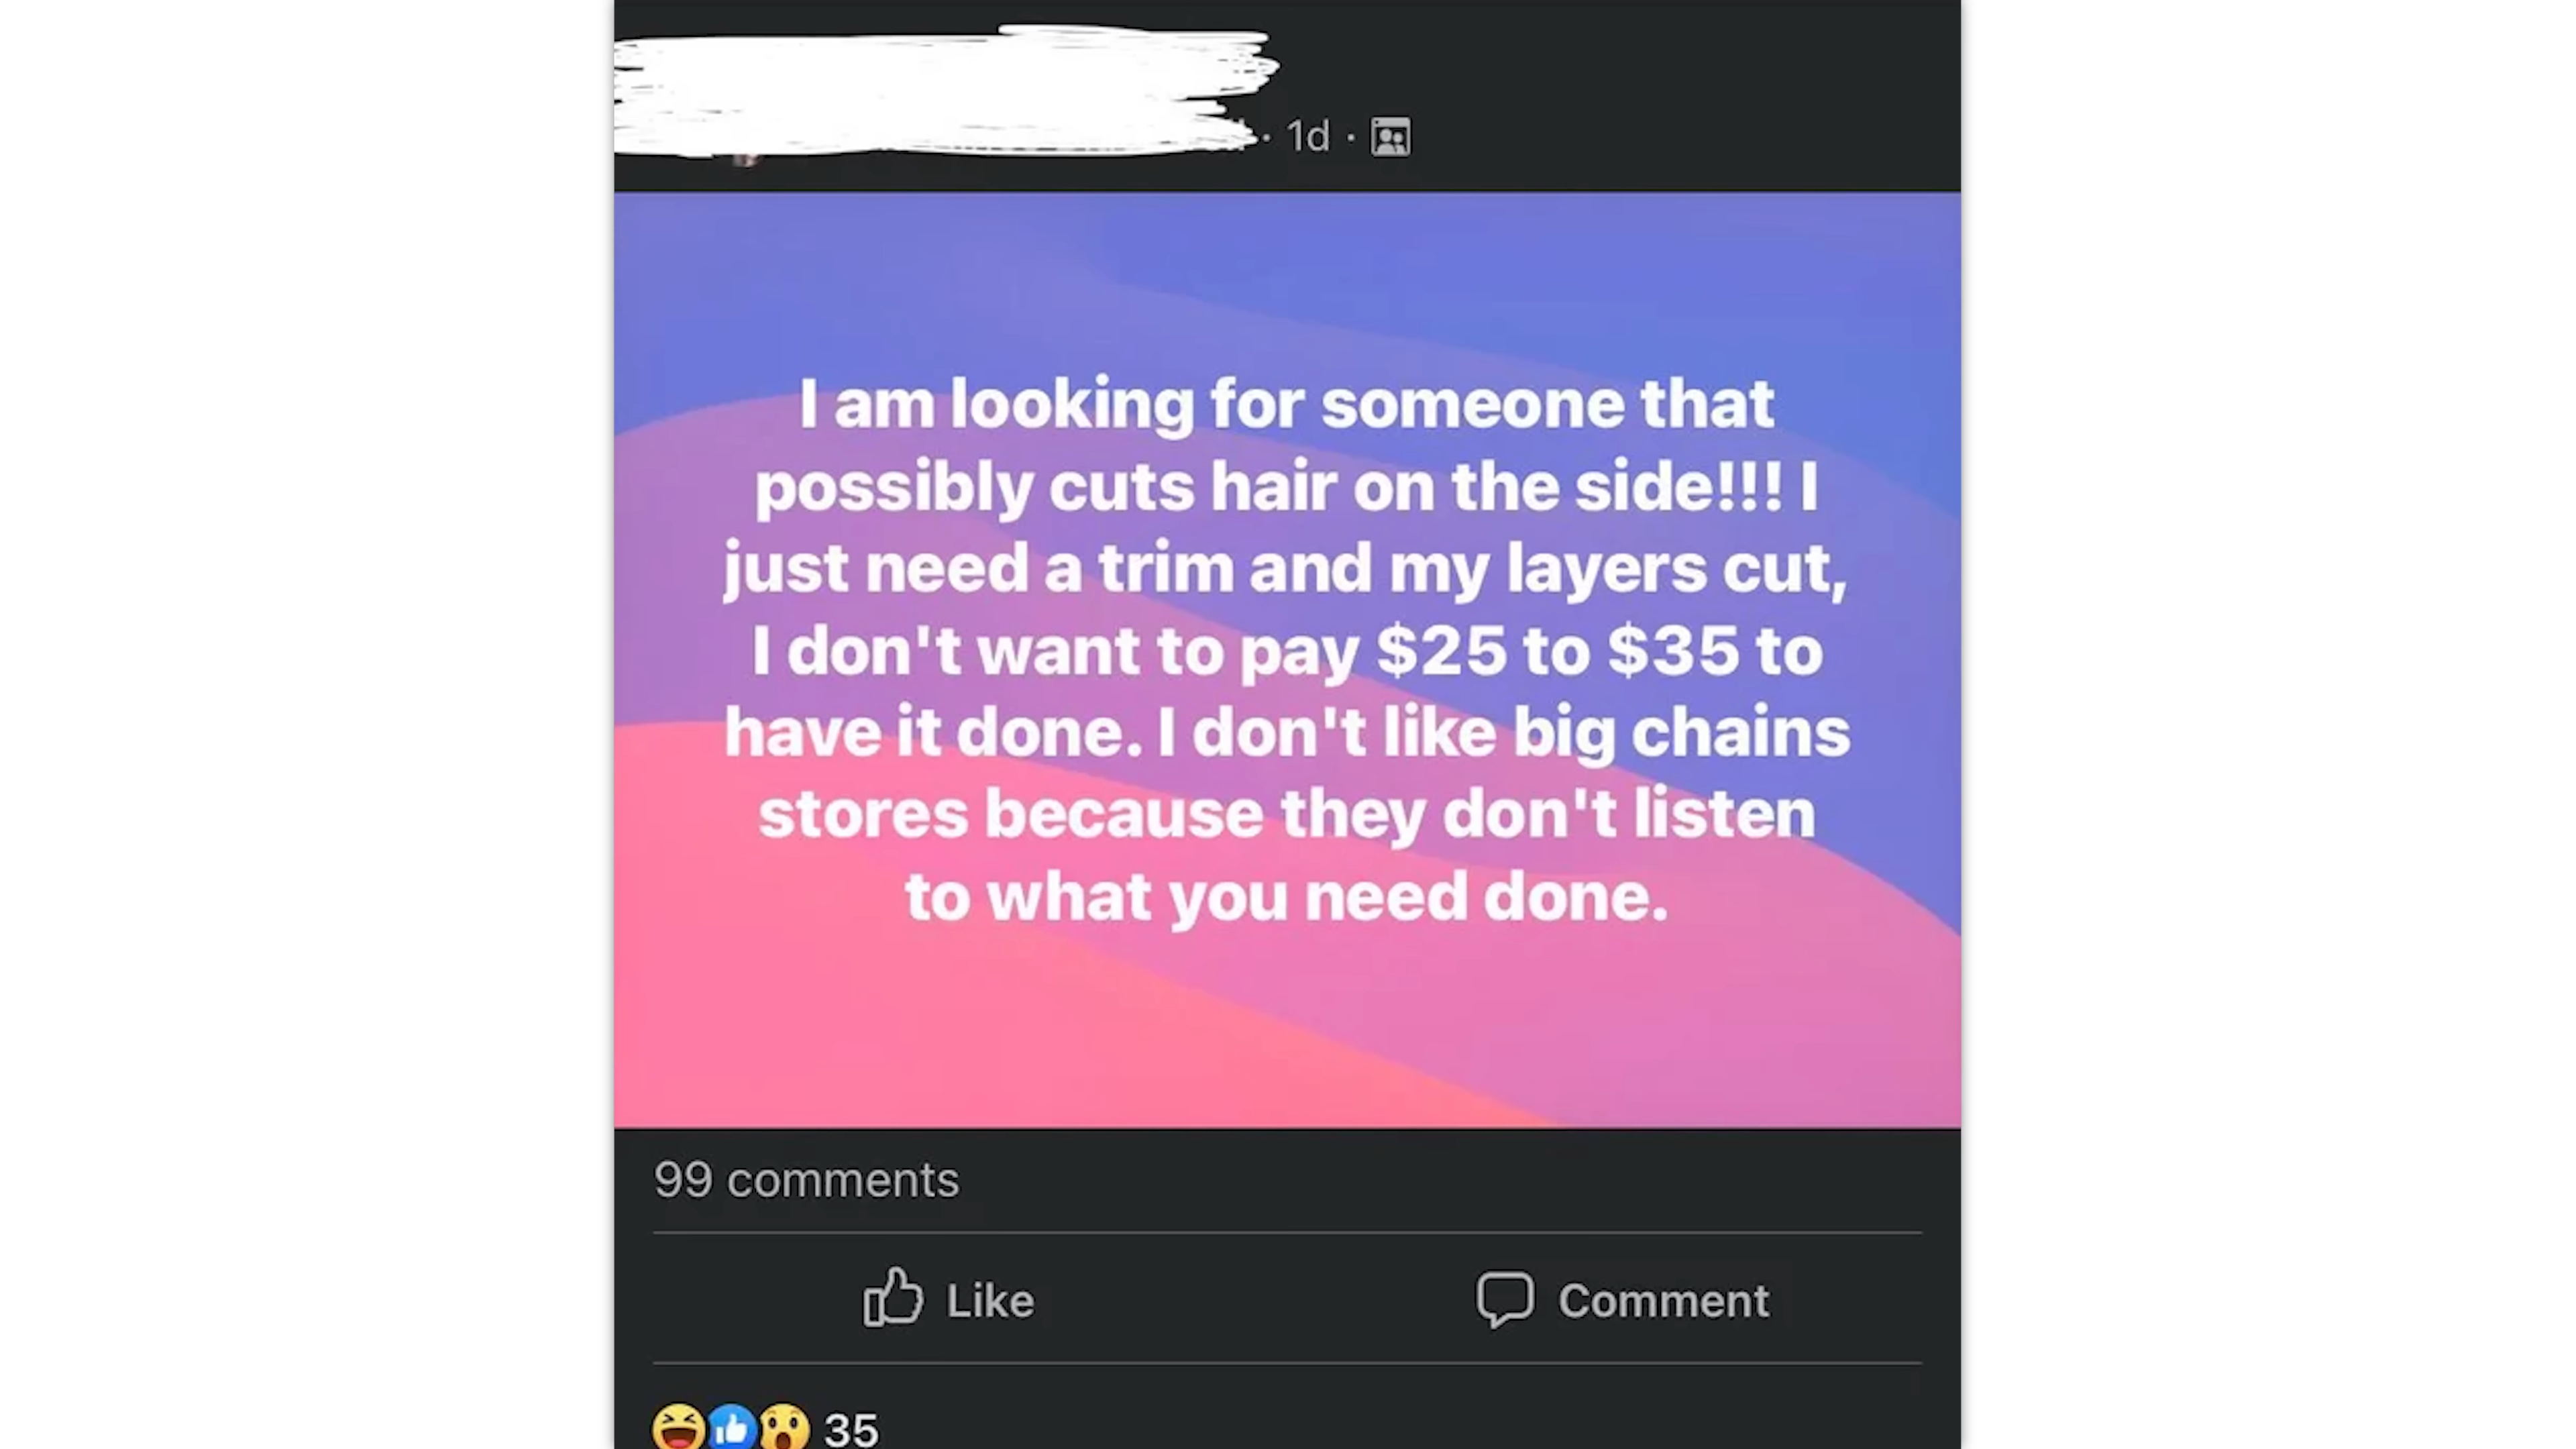 · 1d ·
I am looking for someone that
possibly cuts hair on the side!!! I
just need a trim and my layers cut,
I don't want to pay $25 to $35 to
have it done. I don't like big chains
stores because they don't listen
to what you need done.
99 comments
Like Comment
35